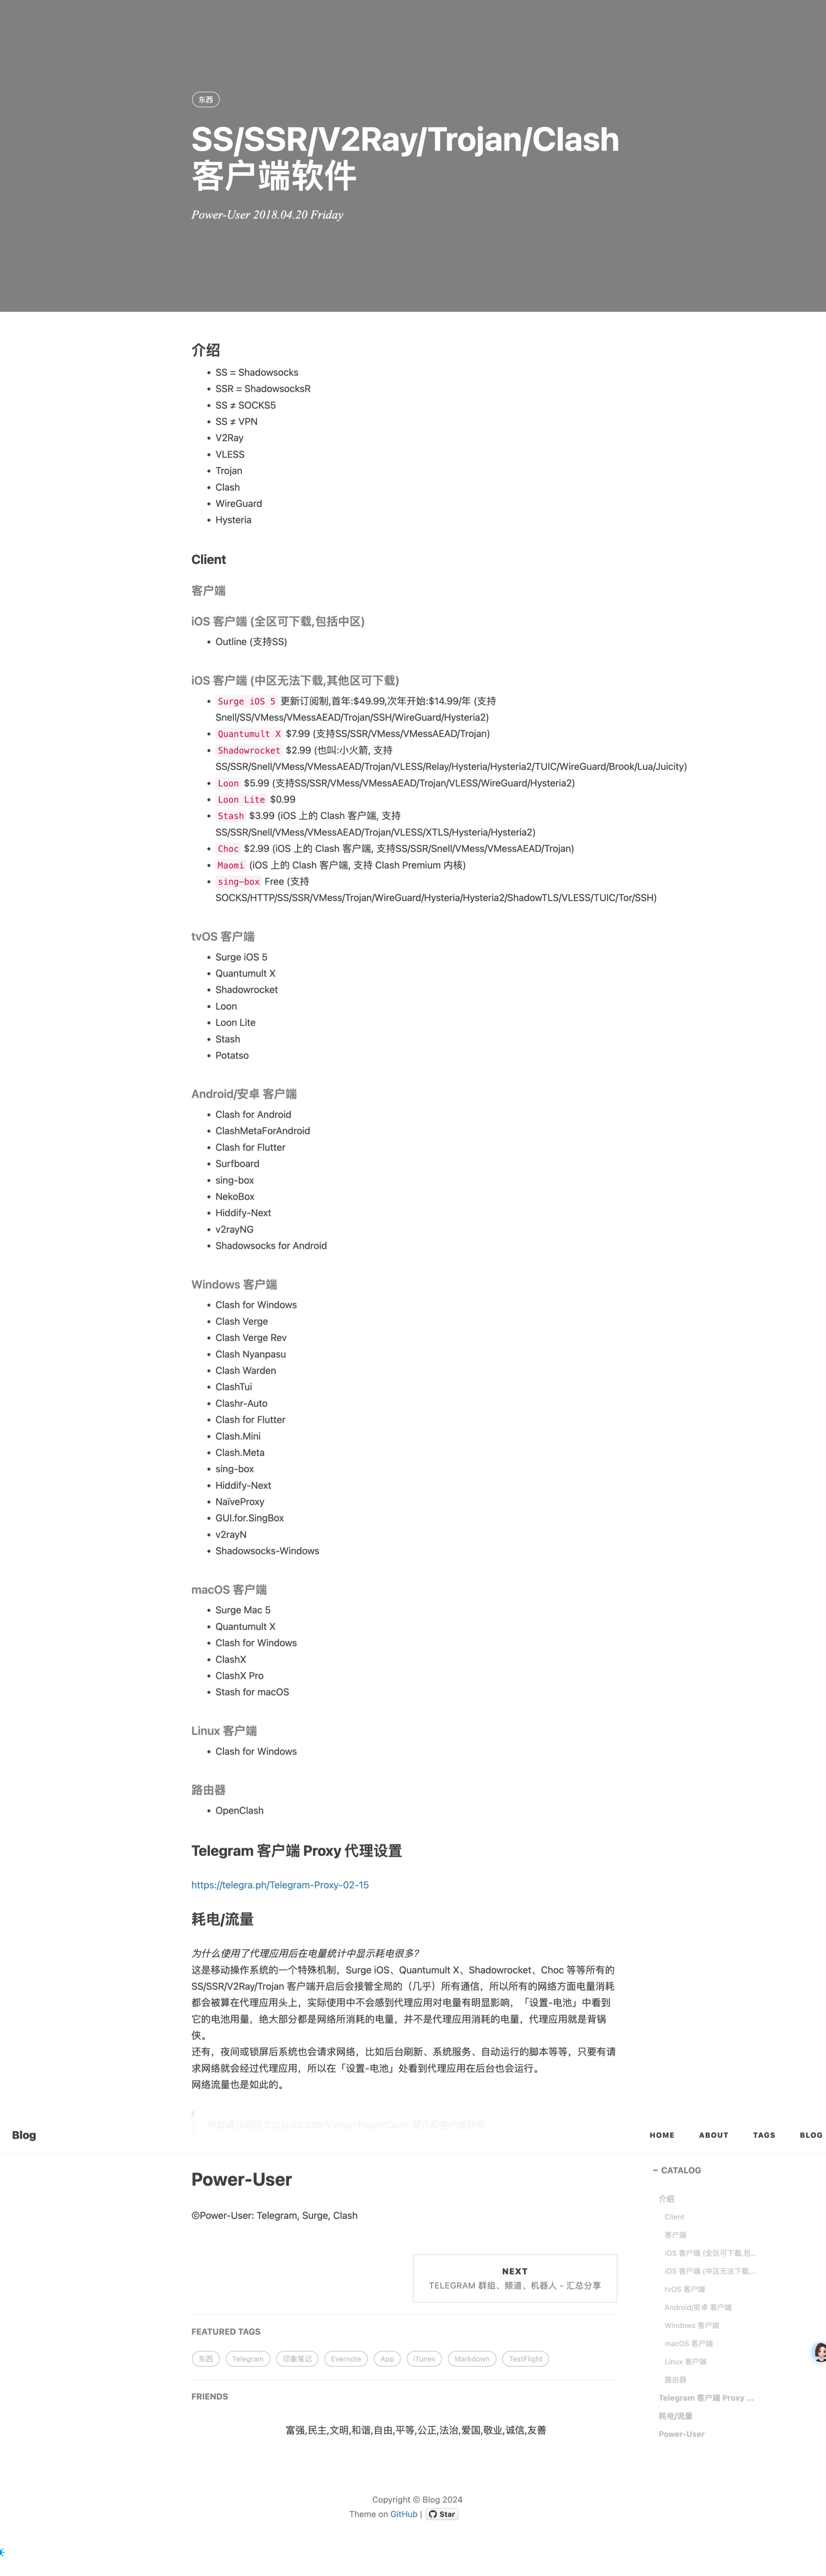 东西
SS/SSR/V2Ray/Trojan/Clash
客户端软件
Power-User 2018.04.20 Friday
介绍
• SS = Shadowsocks
• SSR = ShadowsocksR
• SS ≠ SOCKS5
• SS ≠ VPN
• V2Ray
• VLESS
• Trojan
• Clash
• WireGuard
• Hysteria
Client
客户端
iOS 客户端 (全区可下载,包括中区)
• Outline (支持SS)
iOS 客户端 (中区无法下载,其他区可下载)
• Surge iOS 5 更新订阅制,首年:$49.99,次年开始:$14.99/年 (支持
Snell/SS/VMess/VMessAEAD/Trojan/SSH/WireGuard/Hysteria2)
• Quantumult X $7.99 (支持SS/SSR/VMess/VMessAEAD/Trojan)
• Shadowrocket $2.99 (也叫:小火箭, 支持
SS/SSR/Snell/VMess/VMessAEAD/Trojan/VLESS/Relay/Hysteria/Hysteria2/TUIC/WireGuard/Brook/Lua/Juicity)
• Loon $5.99 (支持SS/SSR/VMess/VMessAEAD/Trojan/VLESS/WireGuard/Hysteria2)
• Loon Lite $0.99
• Stash $3.99 (iOS 上的 Clash 客户端, 支持
SS/SSR/Snell/VMess/VMessAEAD/Trojan/VLESS/XTLS/Hysteria/Hysteria2)
• Choc $2.99 (iOS 上的 Clash 客户端, 支持SS/SSR/Snell/VMess/VMessAEAD/Trojan)
• Maomi (iOS 上的 Clash 客户端, 支持 Clash Premium 内核)
• sing-box Free (支持
SOCKS/HTTP/SS/SSR/VMess/Trojan/WireGuard/Hysteria/Hysteria2/ShadowTLS/VLESS/TUIC/Tor/SSH)
tvOS 客户端
• Surge iOS 5
• Quantumult X
• Shadowrocket
• Loon
• Loon Lite
• Stash
• Potatso
Android/安卓 客户端
• Clash for Android
• ClashMetaForAndroid
• Clash for Flutter
• Surfboard
• sing-box
• NekoBox
• Hiddify-Next
• v2rayNG
• Shadowsocks for Android
Windows 客户端
• Clash for Windows
• Clash Verge
• Clash Verge Rev
• Clash Nyanpasu
• Clash Warden
• ClashTui
• Clashr-Auto
• Clash for Flutter
• Clash.Mini
• Clash.Meta
• sing-box
• Hiddify-Next
• NaïveProxy
• GUI.for.SingBox
• v2rayN
• Shadowsocks-Windows
macOS 客户端
• Surge Mac 5
• Quantumult X
• Clash for Windows
• ClashX
• ClashX Pro
• Stash for macOS
Linux 客户端
• Clash for Windows
路由器
• OpenClash
Telegram 客户端 Proxy 代理设置
https://telegra.ph/Telegram-Proxy-02-15
耗电/流量
为什么使用了代理应用后在电量统计中显示耗电很多?
这是移动操作系统的一个特殊机制，Surge iOS、Quantumult X、Shadowrocket、Choc 等等所有的
SS/SSR/V2Ray/Trojan 客户端开启后会接管全局的（几乎）所有通信，所以所有的网络方面电量消耗
都会被算在代理应用头上，实际使用中不会感到代理应用对电量有明显影响，「设置-电池」中看到
它的电池用量，绝大部分都是网络所消耗的电量，并不是代理应用消耗的电量，代理应用就是背锅
侠。
还有，夜间或锁屏后系统也会请求网络，比如后台刷新、系统服务、自动运行的脚本等等，只要有请
求网络就会经过代理应用，所以在「设置-电池」处看到代理应用在后台也会运行。
网络流量也是如此的。
Blog
HOME ABOUT TAGS BLOG
Power-User
©Power-User: Telegram, Surge, Clash
NEXT
TELEGRAM 群组、频道、机器人 - 汇总分享
FEATURED TAGS
东西 Telegram 印象笔记 Evernote App iTunes Markdown TestFlight
FRIENDS
富强,民主,文明,和谐,自由,平等,公正,法治,爱国,敬业,诚信,友善
− CATALOG
介绍
Client
客户端
iOS 客户端 (全区可下载,包...
iOS 客户端 (中区无法下载,...
tvOS 客户端
Android/安卓 客户端
Windows 客户端
macOS 客户端
Linux 客户端
路由器
Telegram 客户端 Proxy ...
耗电/流量
Power-User
Copyright © Blog 2024
Theme on GitHub | Star